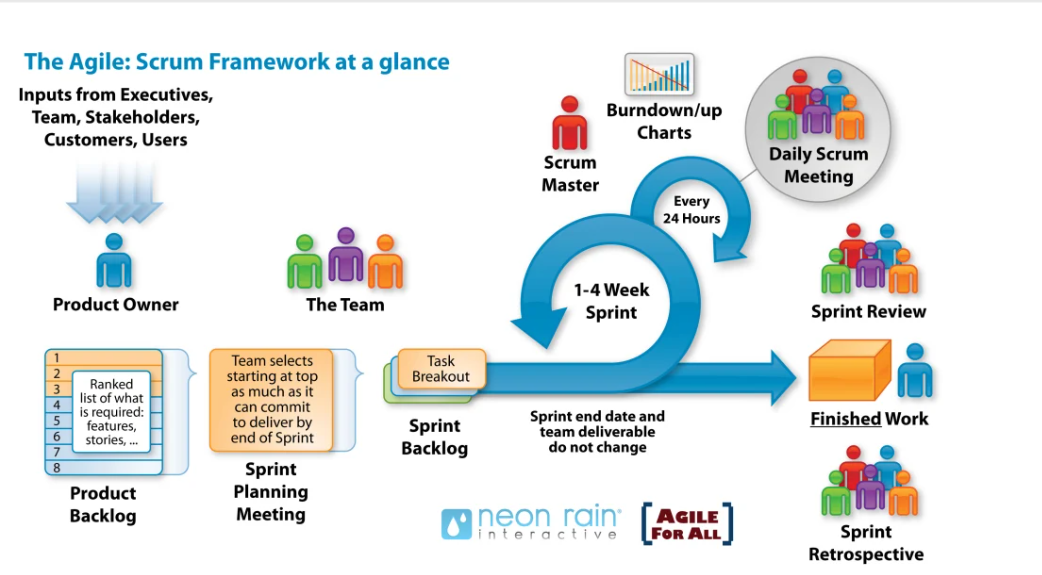 The Agile: Scrum Framework at a glance
Inputs from Executives,
Team, Stakeholders,
Customers, Users
Product Owner
The Team
Scrum
Master
Burndown/up
Charts
Daily Scrum
Meeting
Every
24 Hours
1-4 Week
Sprint
Sprint Review
1
2
3
4
5
6
7
8
Ranked
list of what
is required:
features,
stories, ...
Product
Backlog
Team selects
starting at top
as much as it
can commit
to deliver by
end of Sprint
Sprint
Planning
Meeting
Task
Breakout
Sprint
Backlog
Sprint end date and
team deliverable
do not change
Finished Work
Sprint
Retrospective
neon rain
interactive
AGILE
FOR ALL